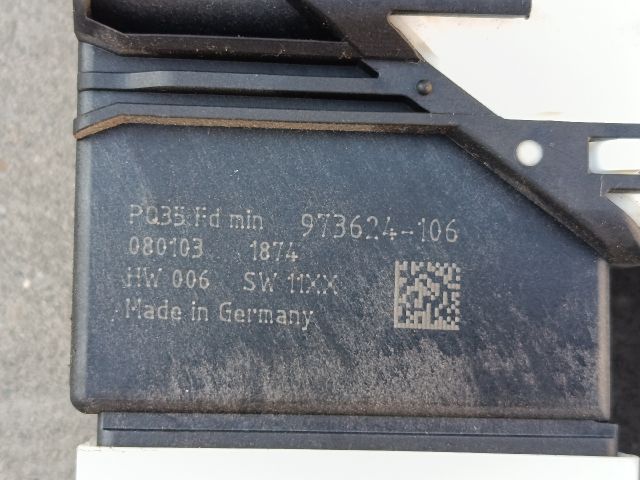 PQ35 Fd min 973624-106
080103 1874
HW 006 SW 11XX
Made in Germany